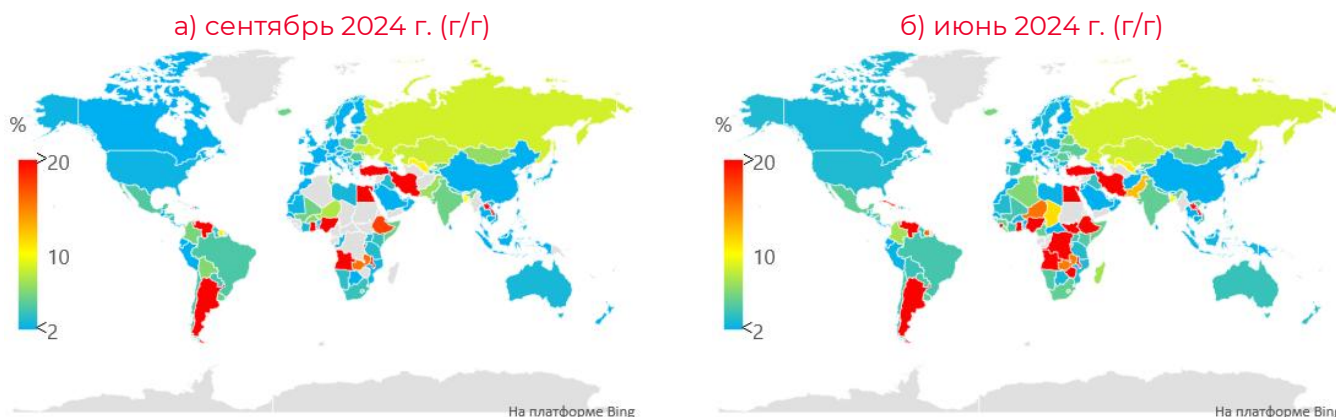 а) сентябрь 2024 г. (г/г)
%
>20
10
<2
На платформе Bing
б) июнь 2024 г. (г/г)
%
>20
10
<2
На платформе Bing